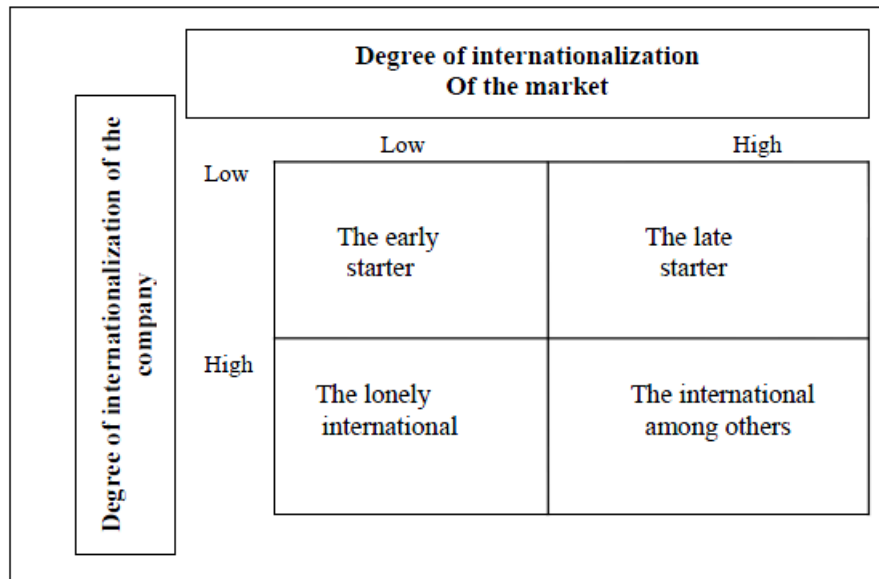 Degree of internationalization
Of the market
Degree of internationalization of the
company
Low
High
Low
The early
starter
The late
starter
High
The lonely
international
The international
among others